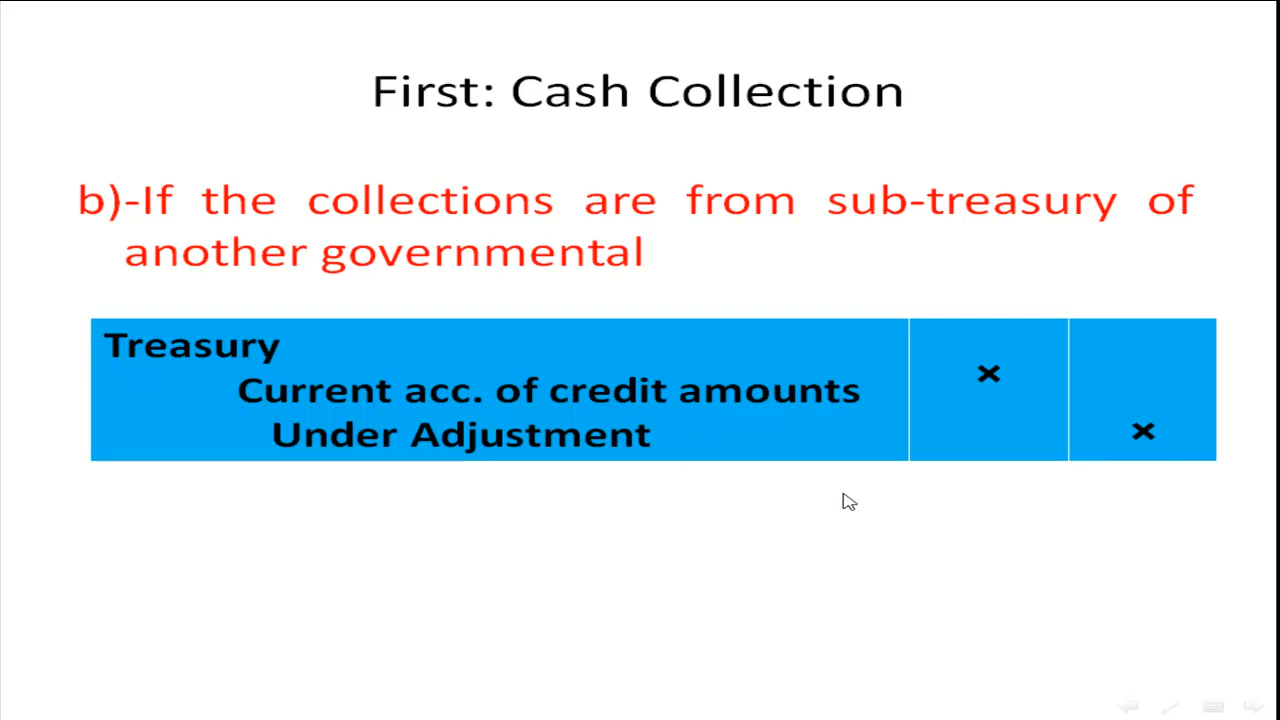 First: Cash Collection
b)-If the collections are from sub-treasury of
another governmental
Treasury
×
Current acc. of credit amounts
Under Adjustment
×